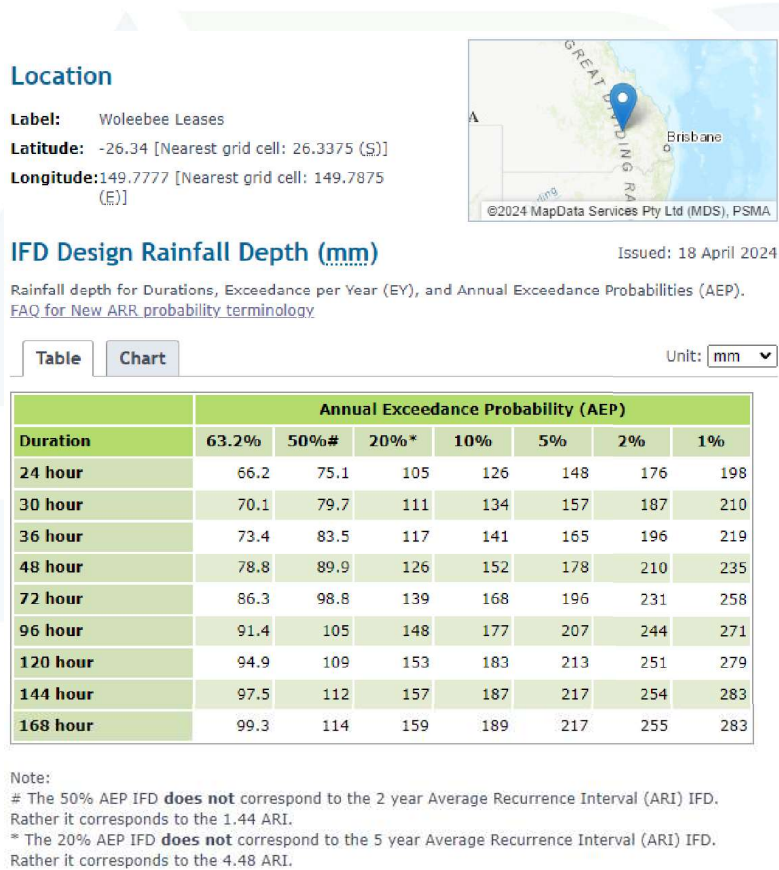 Location
Label: Woleebee Leases
Latitude: -26.34 [Nearest grid cell: 26.3375 (S)]
Longitude:149.7777 [Nearest grid cell: 149.7875
(E)]
GREAT DIVIDING RA
A
Brisbane
©2024 MapData Services Pty Ltd (MDS), PSMA
IFD Design Rainfall Depth (mm)
Issued: 18 April 2024
Rainfall depth for Durations, Exceedance per Year (EY), and Annual Exceedance Probabilities (AEP).
FAQ for New ARR probability terminology
Table Chart
Unit: mm
Annual Exceedance Probability (AEP)
Duration 63.2% 50%# 20%* 10% 5% 2% 1%
24 hour 66.2 75.1 105 126 148 176 198
30 hour 70.1 79.7 111 134 157 187 210
36 hour 73.4 83.5 117 141 165 196 219
48 hour 78.8 89.9 126 152 178 210 235
72 hour 86.3 98.8 139 168 196 231 258
96 hour 91.4 105 148 177 207 244 271
120 hour 94.9 109 153 183 213 251 279
144 hour 97.5 112 157 187 217 254 283
168 hour 99.3 114 159 189 217 255 283
Note:
# The 50% AEP IFD does not correspond to the 2 year Average Recurrence Interval (ARI) IFD.
Rather it corresponds to the 1.44 ARI.
* The 20% AEP IFD does not correspond to the 5 year Average Recurrence Interval (ARI) IFD.
Rather it corresponds to the 4.48 ARI.